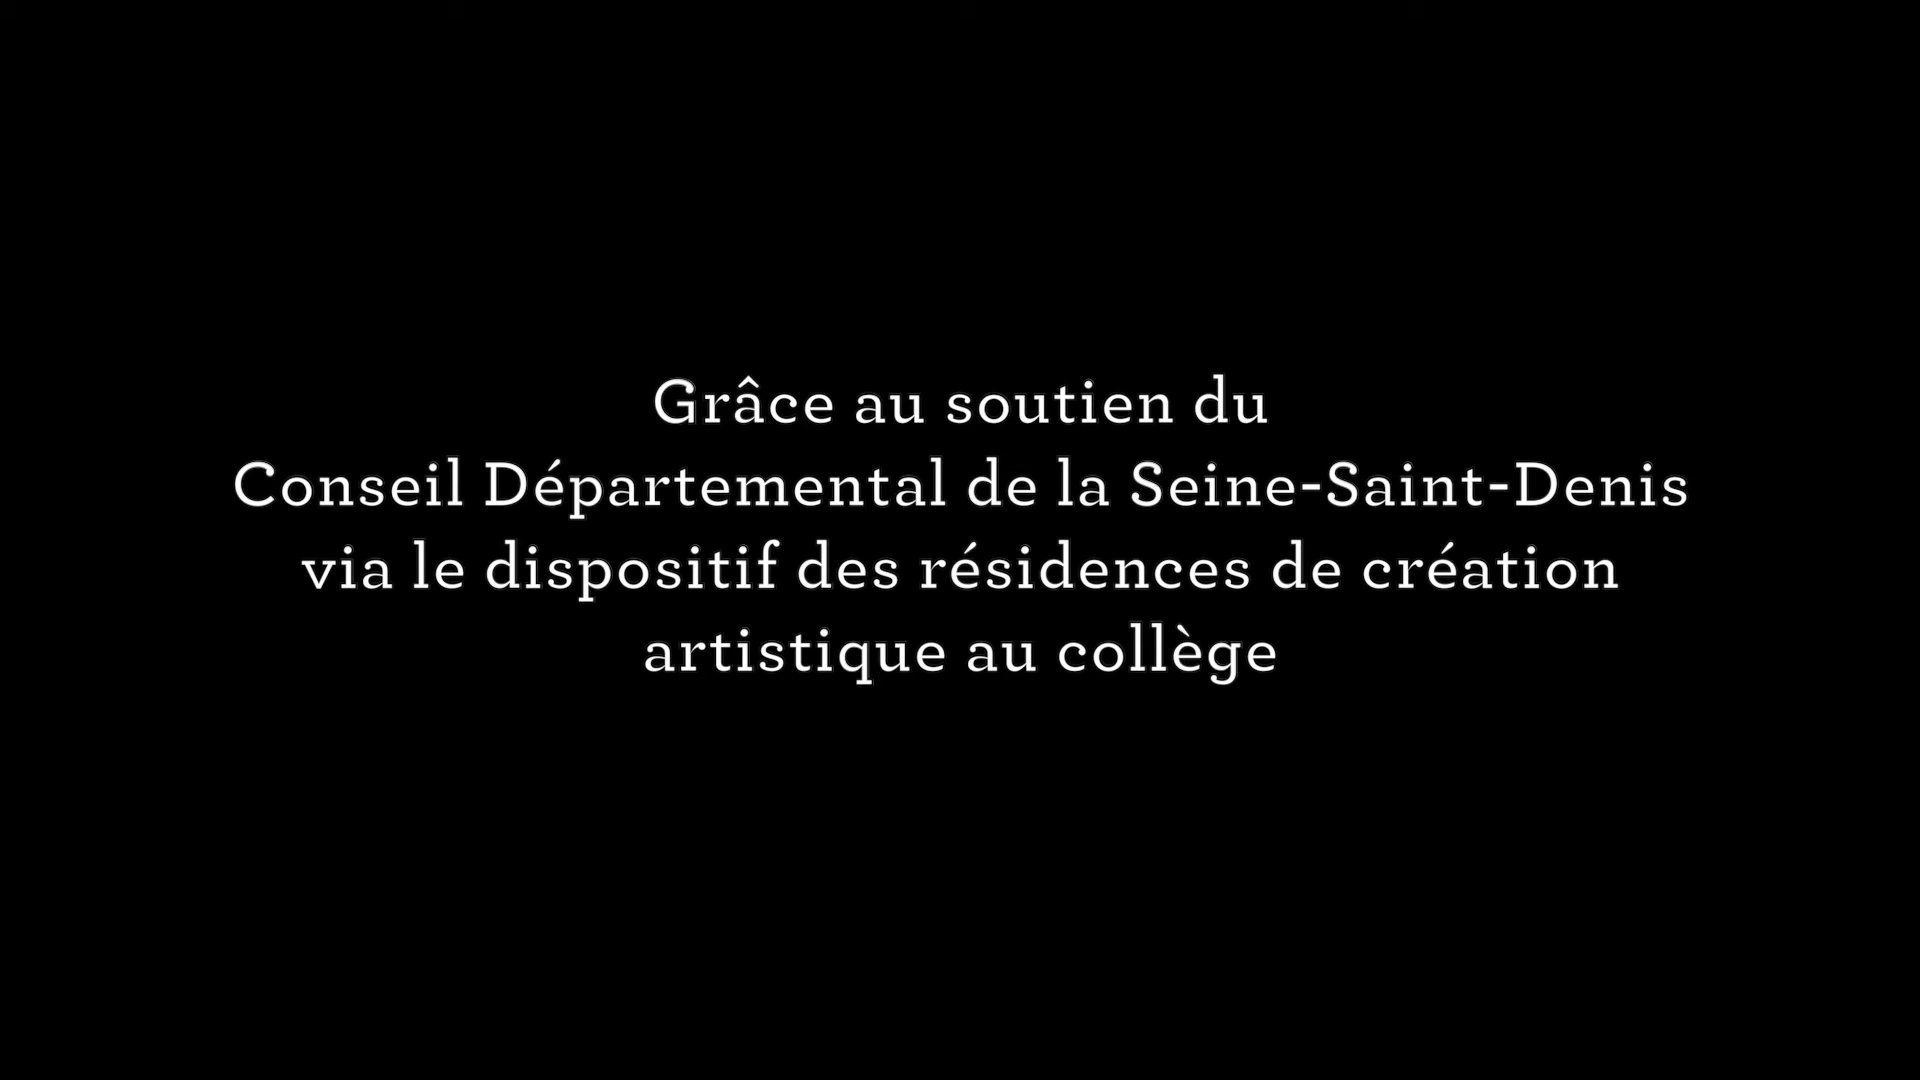 Grâce au soutien du
Conseil Départemental de la Seine-Saint-Denis
via le dispositif des résidences de création
artistique au collège